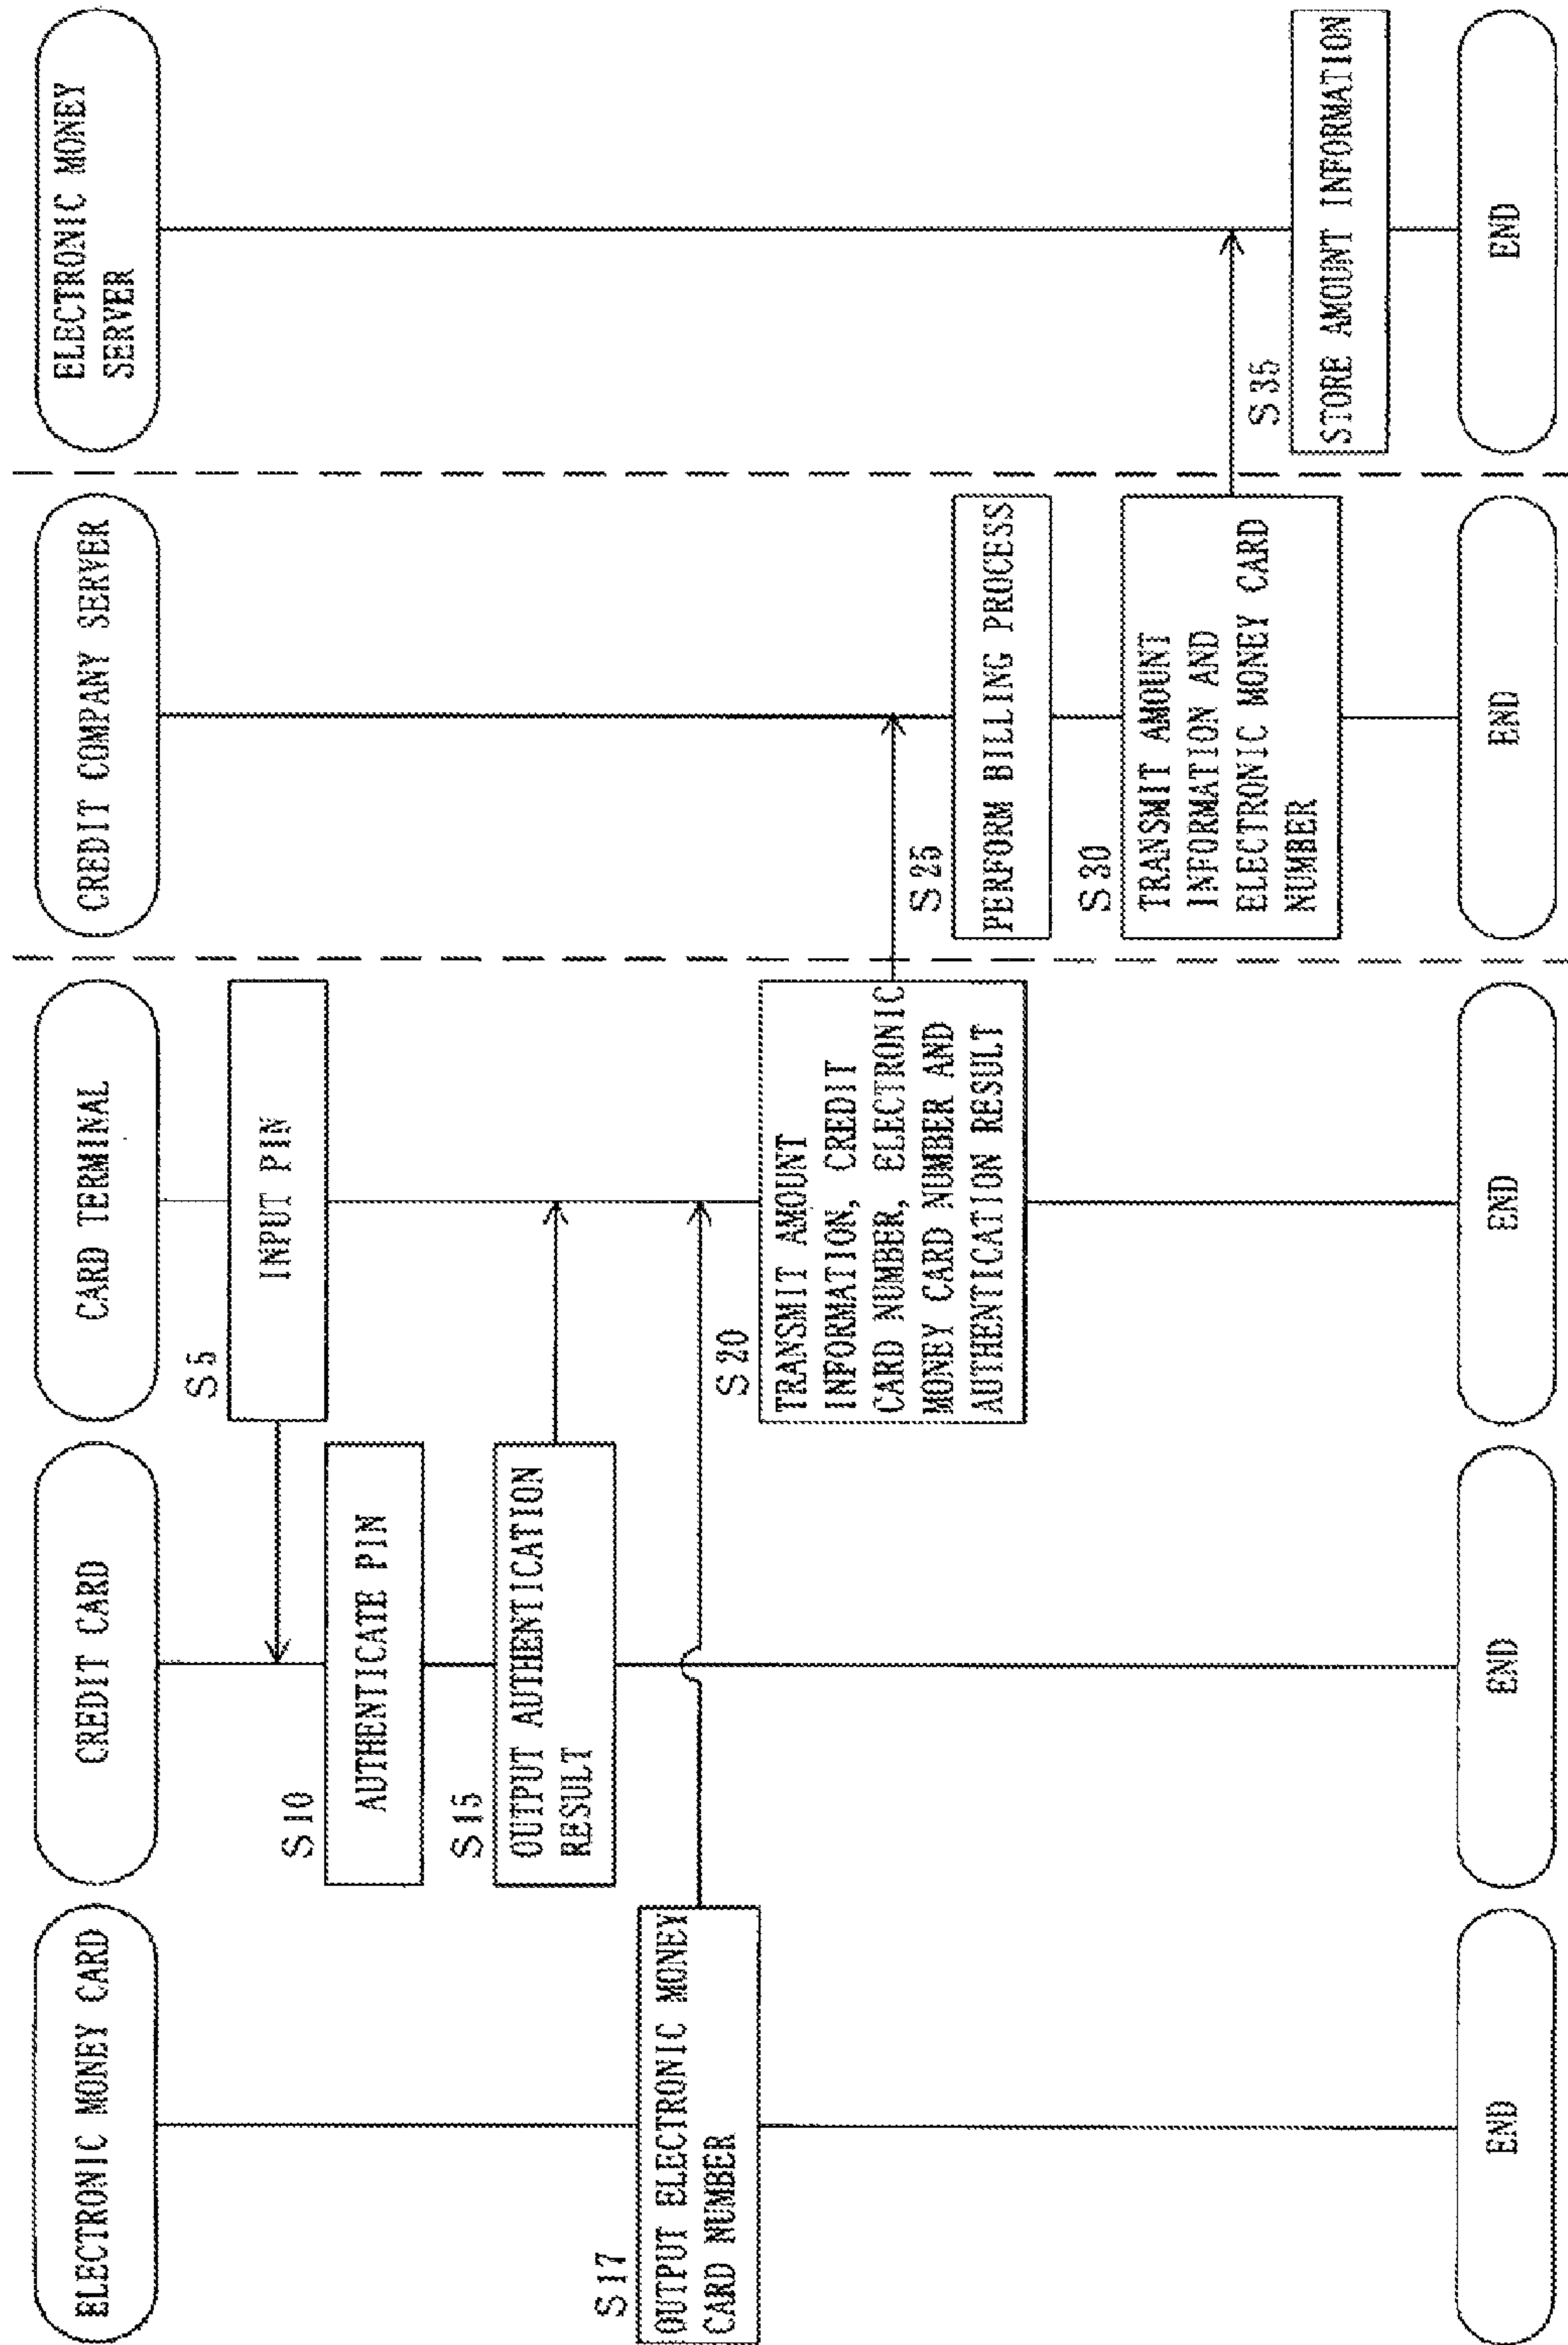 ELECTRONIC MONEY CARD
CREDIT CARD
CARD TERMINAL
CREDIT COMPANY SERVER
ELECTRONIC MONEY
SERVER
S5
INPUT PIN
S10
AUTHENTICATE PIN
S15
OUTPUT AUTHENTICATION
RESULT
S17
OUTPUT ELECTRONIC MONEY
CARD NUMBER
S20
TRANSMIT AMOUNT
INFORMATION, CREDIT
CARD NUMBER, ELECTRONIC
MONEY CARD NUMBER AND
AUTHENTICATION RESULT
S25
PERFORM BILLING PROCESS
S30
TRANSMIT AMOUNT
INFORMATION AND
ELECTRONIC MONEY CARD
NUMBER
S35
STORE AMOUNT INFORMATION
END
END
END
END
END